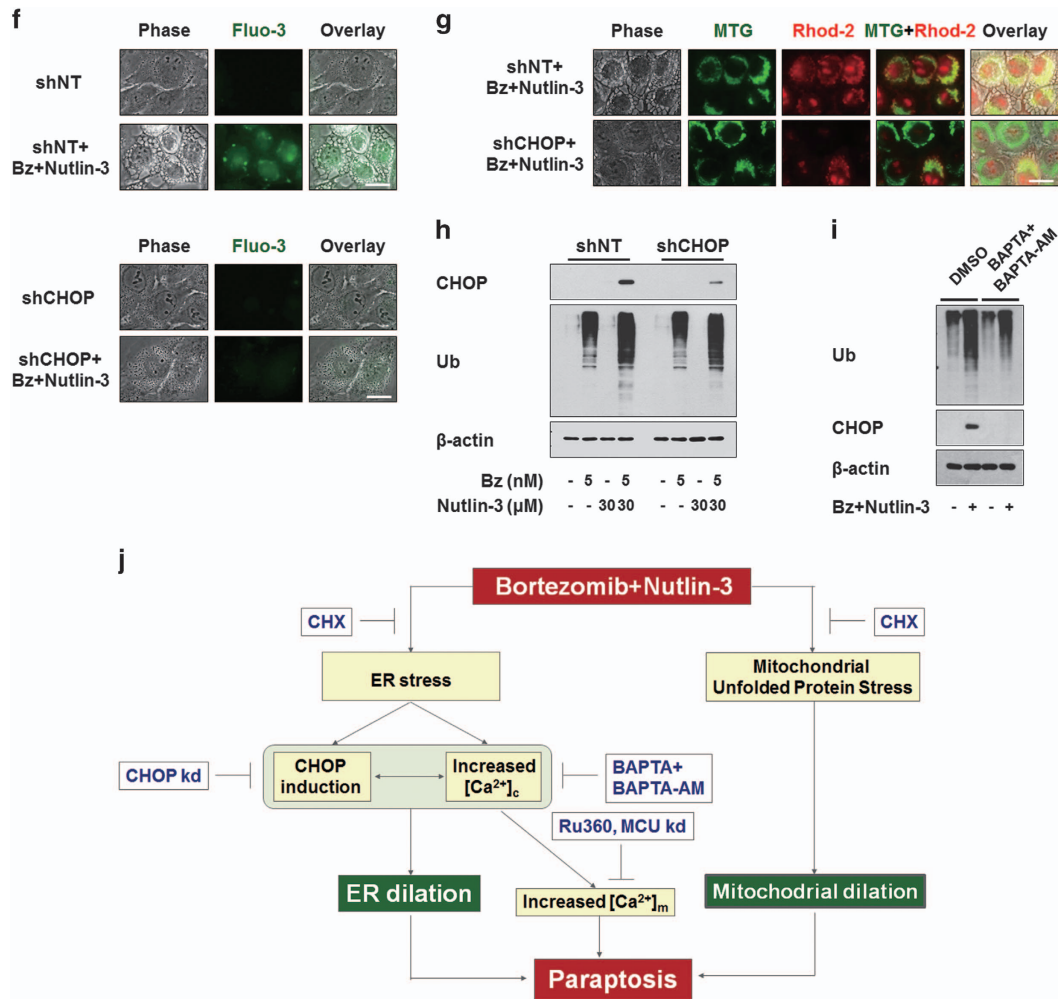 f
Phase Fluo-3 Overlay
shNT
shNT+
Bz+Nutlin-3
Phase Fluo-3 Overlay
shCHOP
shCHOP+
Bz+Nutlin-3
g
Phase MTG Rhod-2 MTG+Rhod-2 Overlay
shNT+
Bz+Nutlin-3
shCHOP+
Bz+Nutlin-3
h
shNT shCHOP
CHOP
Ub
β-actin
Bz (nM) - 5 - 5 - 5 - 5
Nutlin-3 (μM) - - 30 30 - - 30 30
i
DMSO
BAPTA+
BAPTA-AM
Ub
CHOP
β-actin
Bz+Nutlin-3 - + - +
j
Bortezomib+Nutlin-3
CHX
CHX
ER stress
Mitochondrial
Unfolded Protein Stress
CHOP kd
CHOP
induction
Increased
[Ca²⁺]c
BAPTA+
BAPTA-AM
Ru360, MCU kd
ER dilation
Increased [Ca²⁺]m
Mitochodrial dilation
Paraptosis